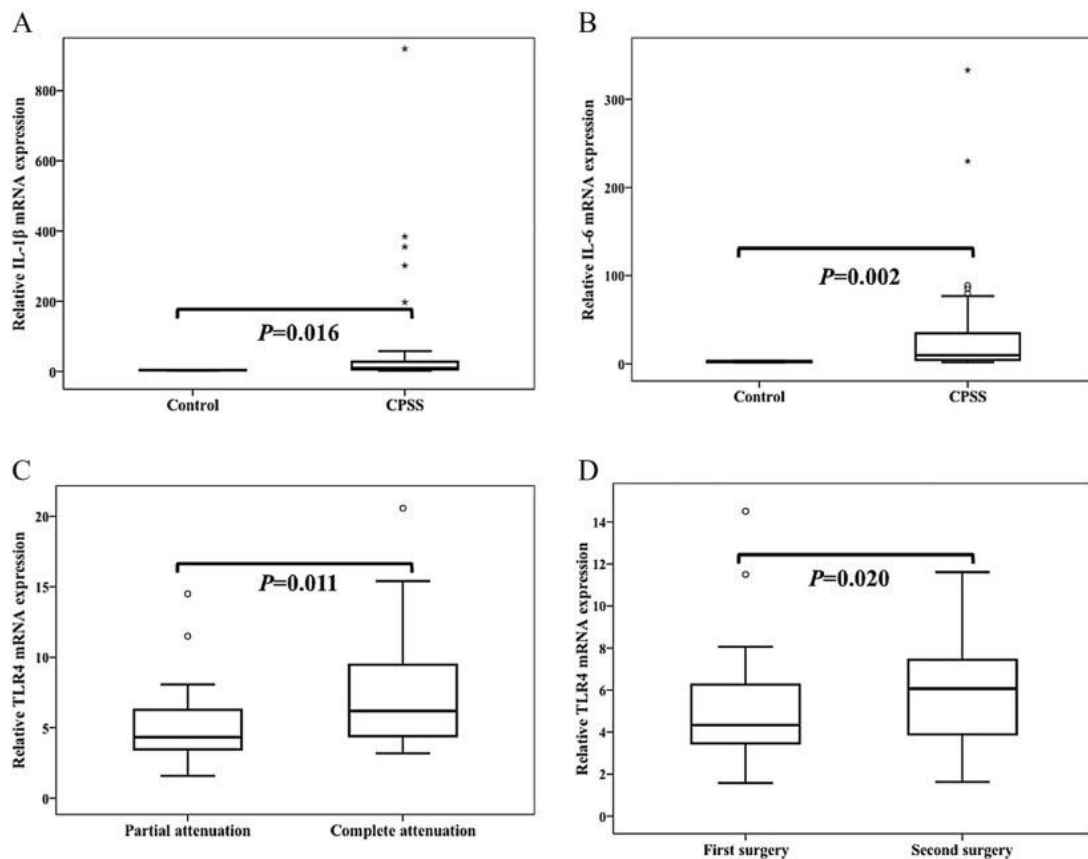 A
Relative IL-1β mRNA expression
800
600
400
200
0
*
*
*
*
*
P=0.016
Control
CPSS
B
Relative IL-6 mRNA expression
300
200
100
0
*
*
P=0.002
Control
CPSS
C
Relative TLR4 mRNA expression
20
15
10
5
0
P=0.011
Partial attenuation
Complete attenuation
D
Relative TLR4 mRNA expression
14
12
10
8
6
4
2
0
P=0.020
First surgery
Second surgery